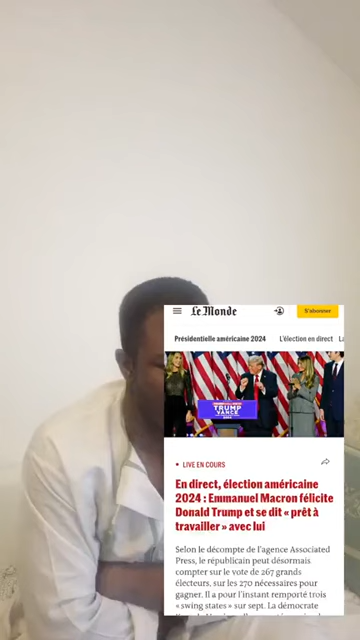 Le Monde
S'abonner
Présidentielle américaine 2024 L'élection en direct
TRUMP
VANCE
LIVE EN COURS
En direct, élection américaine
2024 : Emmanuel Macron félicite
Donald Trump et se dit « prêt à
travailler » avec lui
Selon le décompte de l'agence Associated
Press, le républicain peut désormais
compter sur le vote de 267 grands
électeurs, sur les 270 nécessaires pour
gagner. Il a pour l'instant remporté trois
« swing states » sur sept. La démocrate